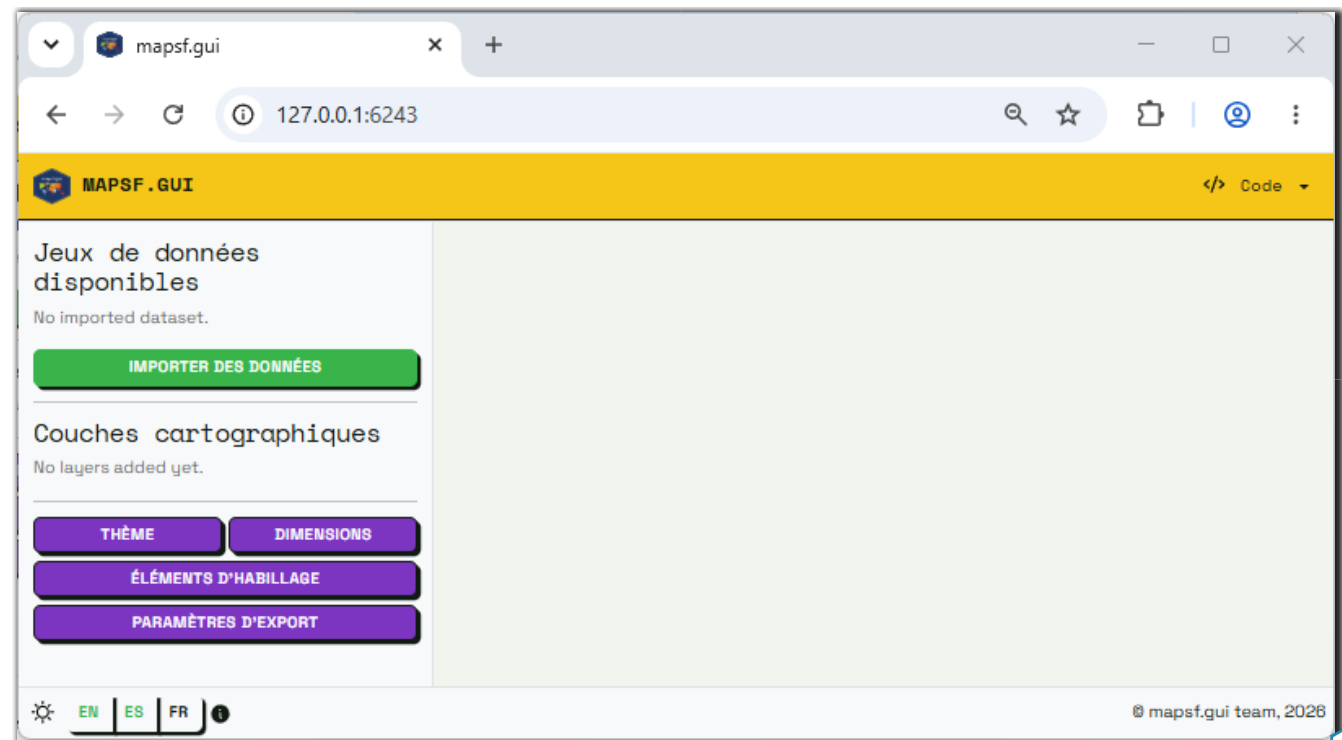 mapsf.gui
127.0.0.1:6243
MAPSF.GUI
</> Code
Jeux de données
disponibles
No imported dataset.
IMPORTER DES DONNÉES
Couches cartographiques
No layers added yet.
THÈME DIMENSIONS
ÉLÉMENTS D'HABILLAGE
PARAMÈTRES D'EXPORT
EN ES FR
© mapsf.gui team, 2026